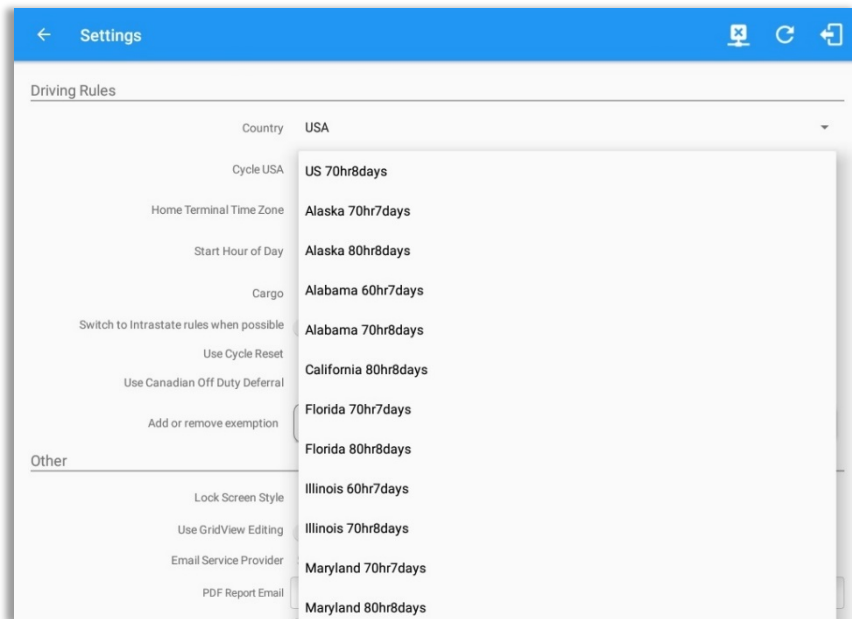 Settings
Driving Rules
Country USA
Cycle USA US 70hr8days
Home Terminal Time Zone Alaska 70hr7days
Start Hour of Day Alaska 80hr8days
Cargo Alabama 60hr7days
Switch to Intrastate rules when possible Alabama 70hr8days
Use Cycle Reset
California 80hr8days
Use Canadian Off Duty Deferral
Add or remove exemption Florida 70hr7days
Florida 80hr8days
Other
Illinois 60hr7days
Lock Screen Style
Use GridView Editing Illinois 70hr8days
Email Service Provider Maryland 70hr7days
PDF Report Email
Maryland 80hr8days